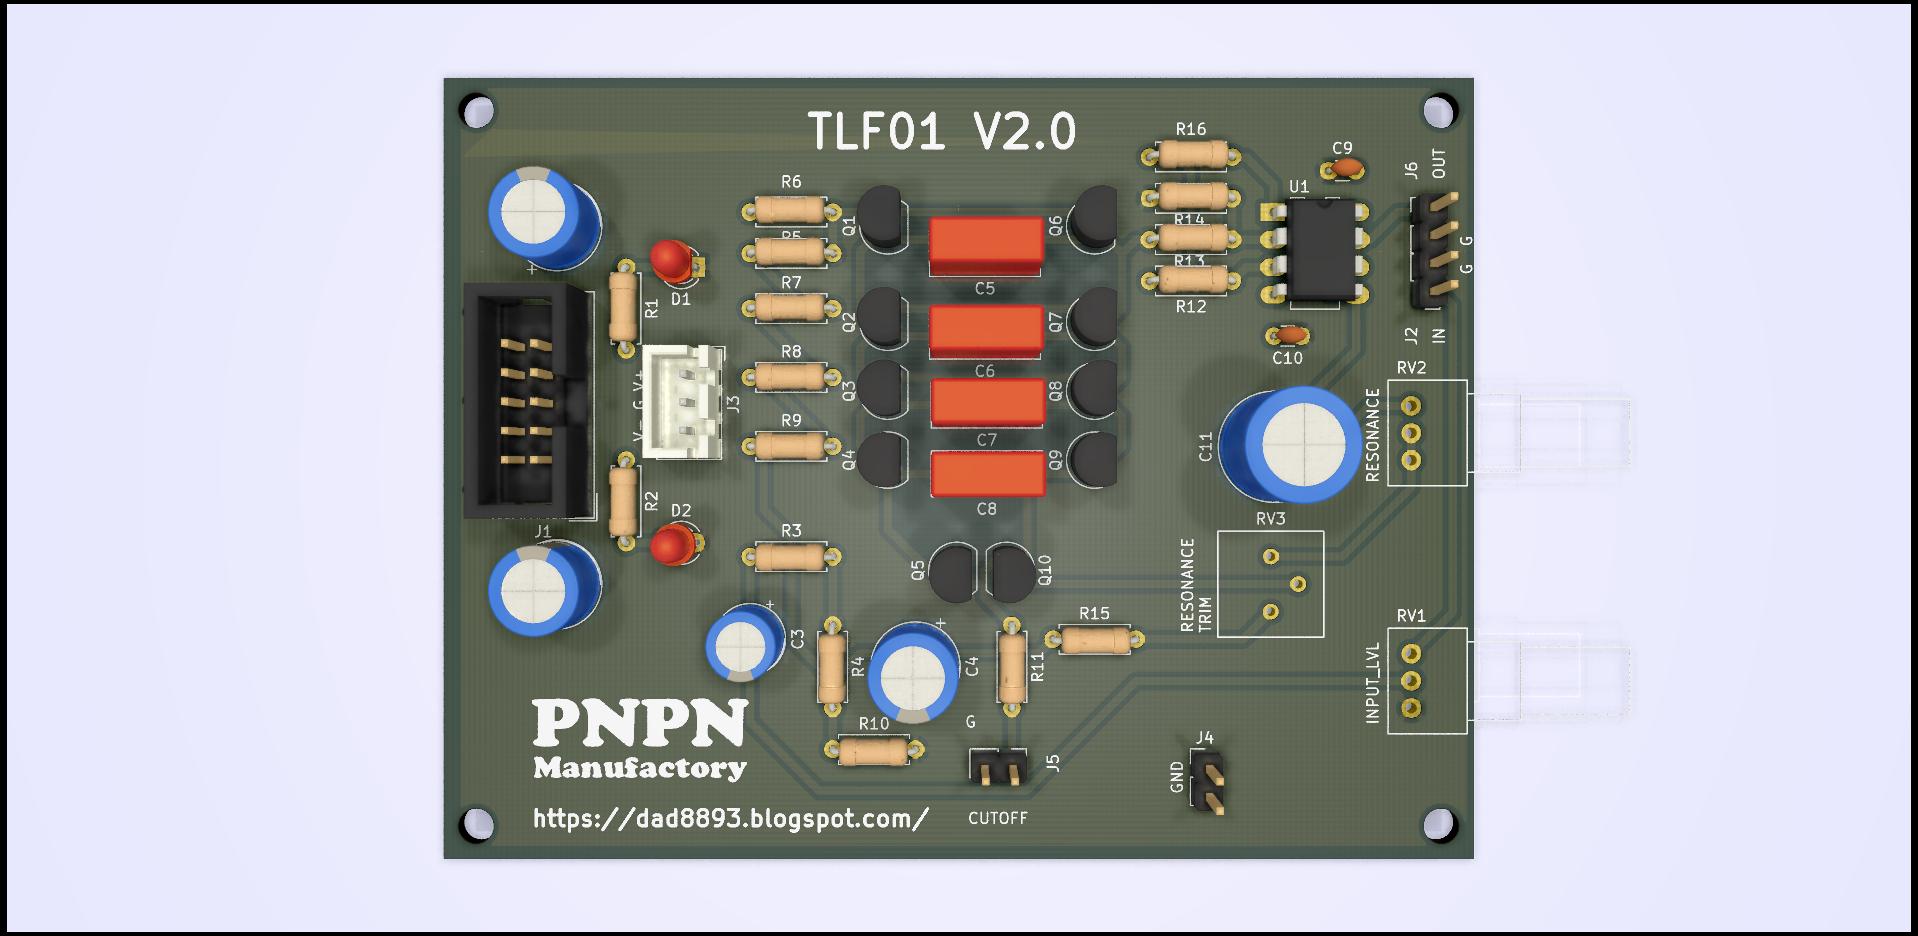 TLF01 V2.0
R16
C9
J6
OUT
R6
U1
Q1
Q6
R14
R5
G
R13
G
D1
C5
R7
R1
R12
Q2
Q7
J2
IN
R8
C10
C6
RV2
V- G V+
J3
Q3
Q8
RESONANCE
R9
C7
C11
Q4
Q9
R2
D2
C8
RV3
J1
R3
RESONANCE
TRIM
Q5
Q10
+
+
+
R15
RV1
C3
R4
C4
R11
INPUT_LVL
PNPN
Manufactory
R10
G
J5
J4
GND
https://dad8893.blogspot.com/
CUTOFF